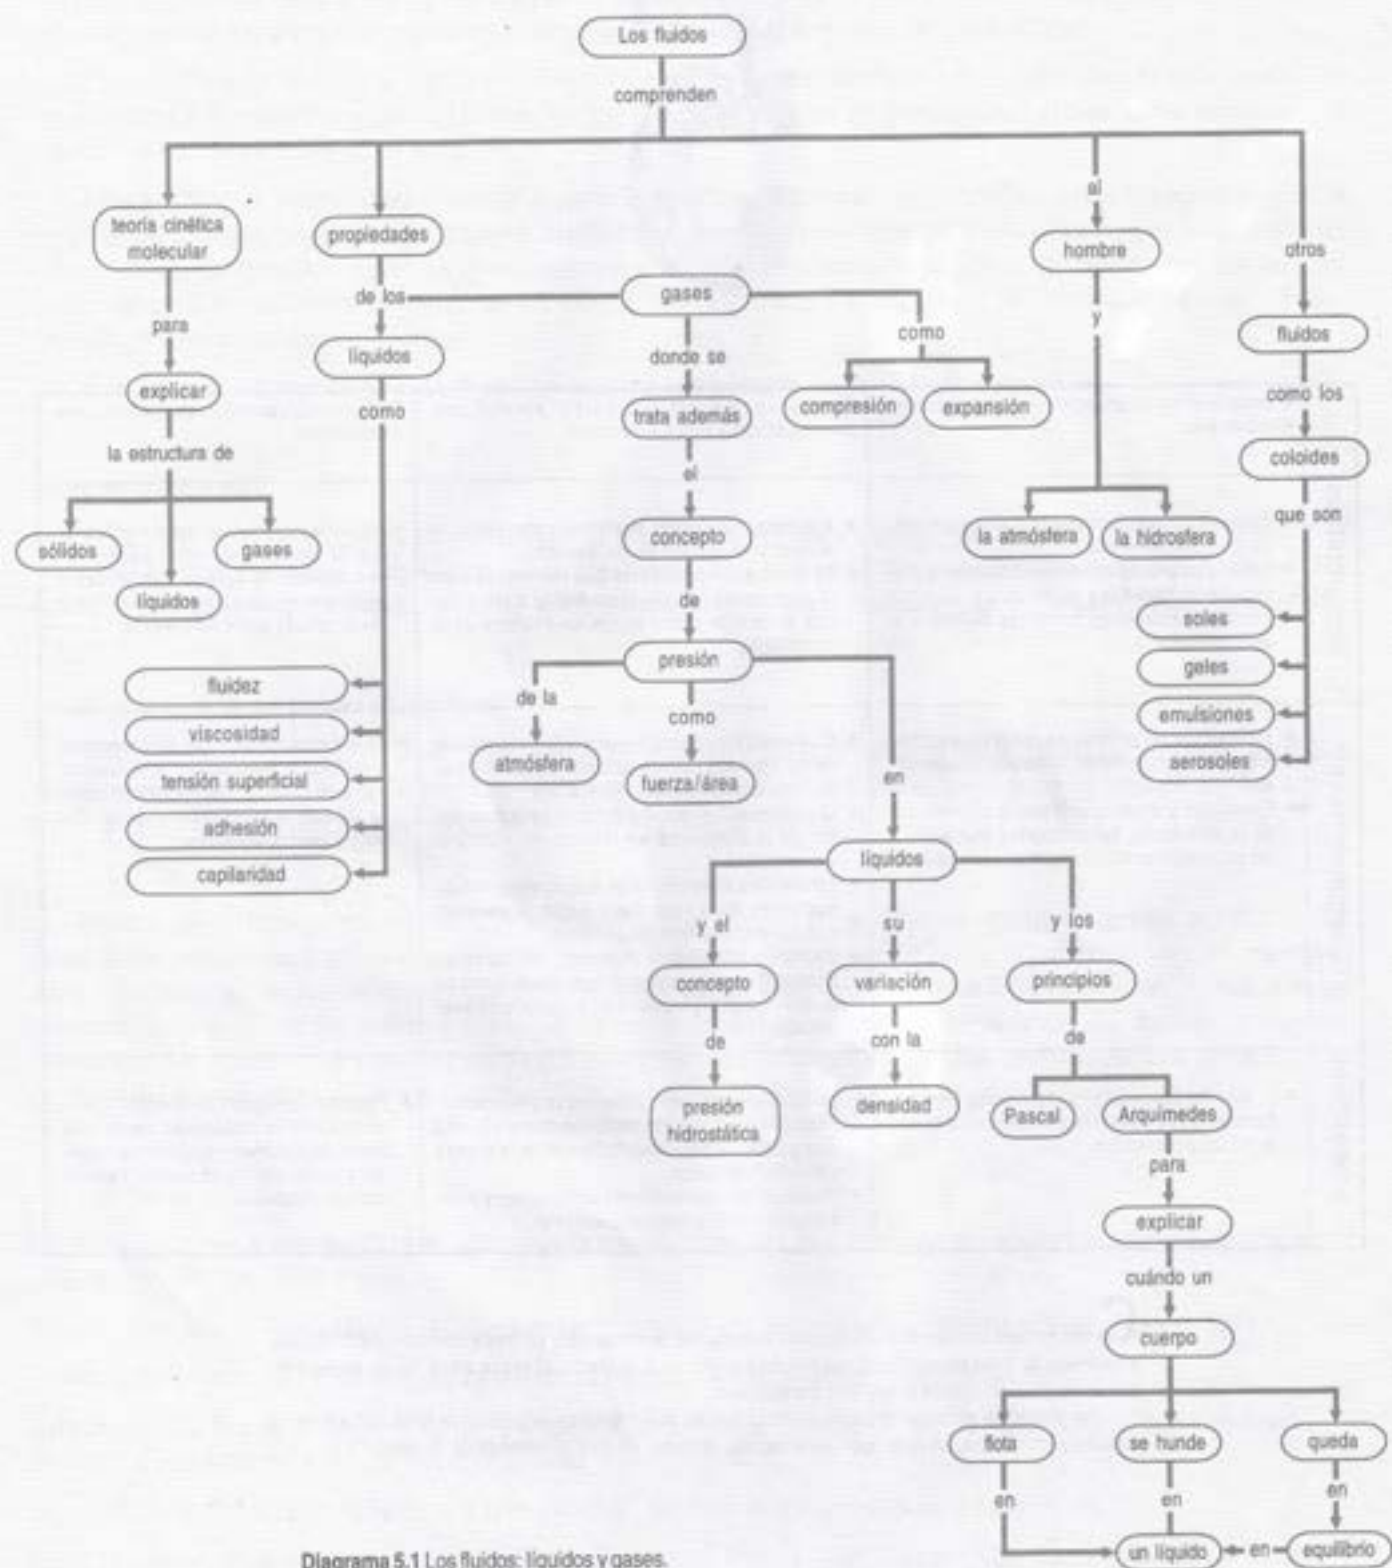 Los fluidos
comprenden
teoría cinética
molecular
para
explicar
la estructura de
sólidos
gases
líquidos
propiedades
de los
líquidos
como
fluidez
viscosidad
tensión superficial
adhesión
capilaridad
gases
como
compresión
expansión
donde se
trata además
el
concepto
de
presión
de la
atmósfera
como
fuerza/área
en
líquidos
y el
concepto
de
presión
hidrostática
su
variación
con la
densidad
y los
principios
de
Pascal
Arquímedes
para
explicar
cuándo un
cuerpo
flota
en
se hunde
en
queda
en
equilibrio
en
un líquido
al
hombre
y
la atmósfera
la hidrosfera
otros
fluidos
como los
coloides
que son
soles
geles
emulsiones
aerosoles
Diagrama 5.1 Los fluidos: líquidos y gases.